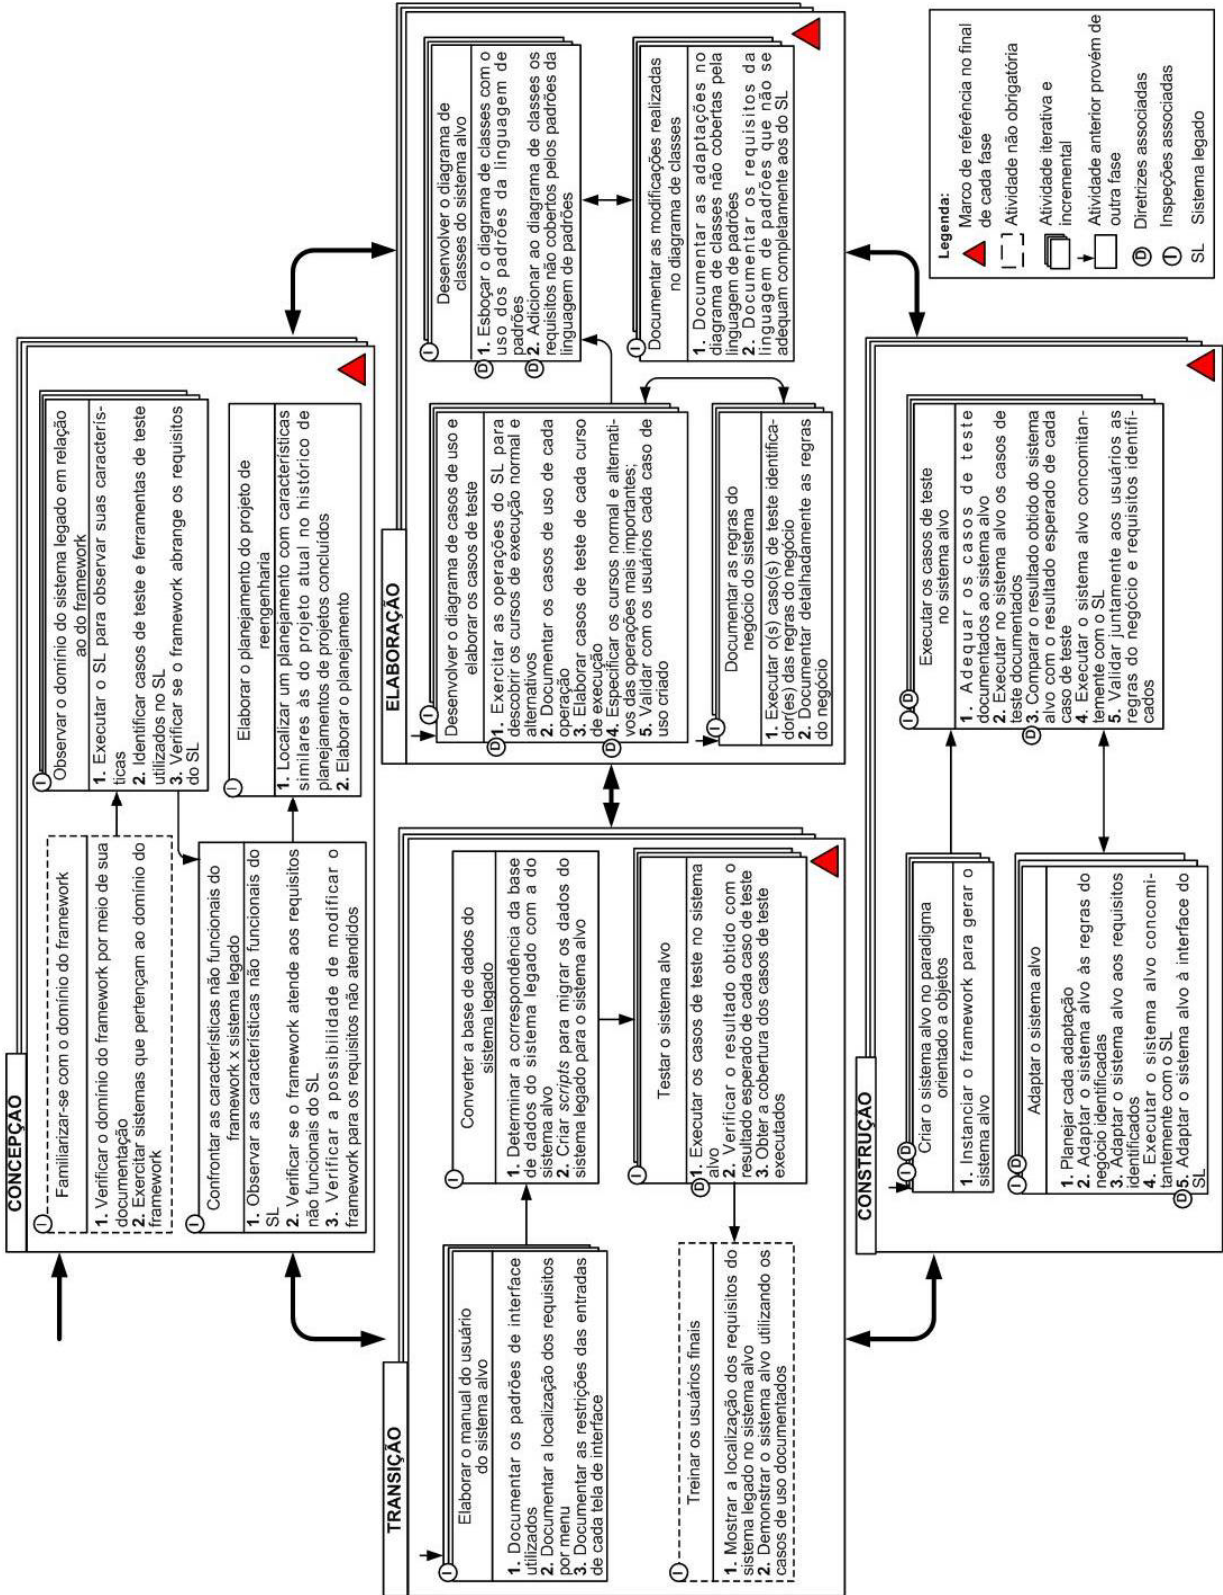 CONCEPÇÃO
Familiarizar-se com o domínio do framework
1. Verificar o domínio do framework por meio de sua
documentação
2. Exercitar sistemas que pertençam ao domínio do
framework
I
Observar o domínio do sistema legado em relação
ao do framework
1. Executar o SL para observar suas caracterís-
ticas
2. Identificar casos de teste e ferramentas de teste
utilizados no SL
3. Verificar se o framework abrange os requisitos
do SL
I
Confrontar as características não funcionais do
framework x sistema legado
1. Observar as características não funcionais do
SL
2. Verificar se o framework atende aos requisitos
não funcionais do SL
3. Verificar a possibilidade de modificar o
framework para os requisitos não atendidos
I
Elaborar o planejamento do projeto de
reengenharia
1. Localizar um planejamento com características
similares às do projeto atual no histórico de
planejamentos de projetos concluídos
2. Elaborar o planejamento
I
TRANSIÇÃO
Elaborar o manual do usuário
do sistema alvo
1. Documentar os padrões de interface
utilizados
2. Documentar a localização dos requisitos
por menu
3. Documentar as restrições das entradas
de cada tela de interface
I
Converter a base de dados do
sistema legado
1. Determinar a correspondência da base
de dados do sistema legado com a do
sistema alvo
2. Criar scripts para migrar os dados do
sistema legado para o sistema alvo
I
Treinar os usuários finais
1. Mostrar a localização dos requisitos do
sistema legado no sistema alvo
2. Demonstrar o sistema alvo utilizando os
casos de uso documentados
I
Testar o sistema alvo
1. Executar os casos de teste no sistema
alvo
2. Verificar o resultado obtido com o
resultado esperado de cada caso de teste
3. Obter a cobertura dos casos de teste
executados
I
D
ELABORAÇÃO
Desenvolver o diagrama de casos de uso e
elaborar os casos de teste
1. Exercitar as operações do SL para
descobrir os cursos de execução normal e
alternativos
2. Documentar os casos de uso de cada
operação
3. Elaborar casos de teste de cada curso
de execução
4. Especificar os cursos normal e alternati-
vos das operações mais importantes;
5. Validar com os usuários cada caso de
uso criado
I
D
D
Desenvolver o diagrama de
classes do sistema alvo
1. Esboçar o diagrama de classes com o
uso dos padrões da linguagem de
padrões
2. Adicionar ao diagrama de classes os
requisitos não cobertos pelos padrões da
linguagem de padrões
I
D
D
Documentar as regras do
negócio do sistema
1. Executar o(s) caso(s) de teste identifica-
dor(es) das regras do negócio
2. Documentar detalhadamente as regras
do negócio
I
Documentar as modificações realizadas
no diagrama de classes
1. Documentar as adaptações no
diagrama de classes não cobertas pela
linguagem de padrões
2. Documentar os requisitos da
linguagem de padrões que não se
adequam completamente aos do SL
I
CONSTRUÇÃO
Criar o sistema alvo no paradigma
orientado a objetos
1. Instanciar o framework para gerar o
sistema alvo
I D
Executar os casos de teste
no sistema alvo
1. Adequar os casos de teste
documentados ao sistema alvo
2. Executar no sistema alvo os casos de
teste documentados
3. Comparar o resultado obtido do sistema
alvo com o resultado esperado de cada
caso de teste
4. Executar o sistema alvo concomitan-
temente com o SL
5. Validar juntamente aos usuários as
regras do negócio e requisitos identifi-
cados
I D
D
Adaptar o sistema alvo
1. Planejar cada adaptação
2. Adaptar o sistema alvo às regras do
negócio identificadas
3. Adaptar o sistema alvo aos requisitos
identificados
4. Executar o sistema alvo concomi-
tantemente com o SL
5. Adaptar o sistema alvo à interface do
SL
I D
D
Legenda:
Marco de referência no final
de cada fase
Atividade não obrigatória
Atividade iterativa e
incremental
Atividade anterior provém de
outra fase
D Diretrizes associadas
I Inspeções associadas
SL Sistema legado